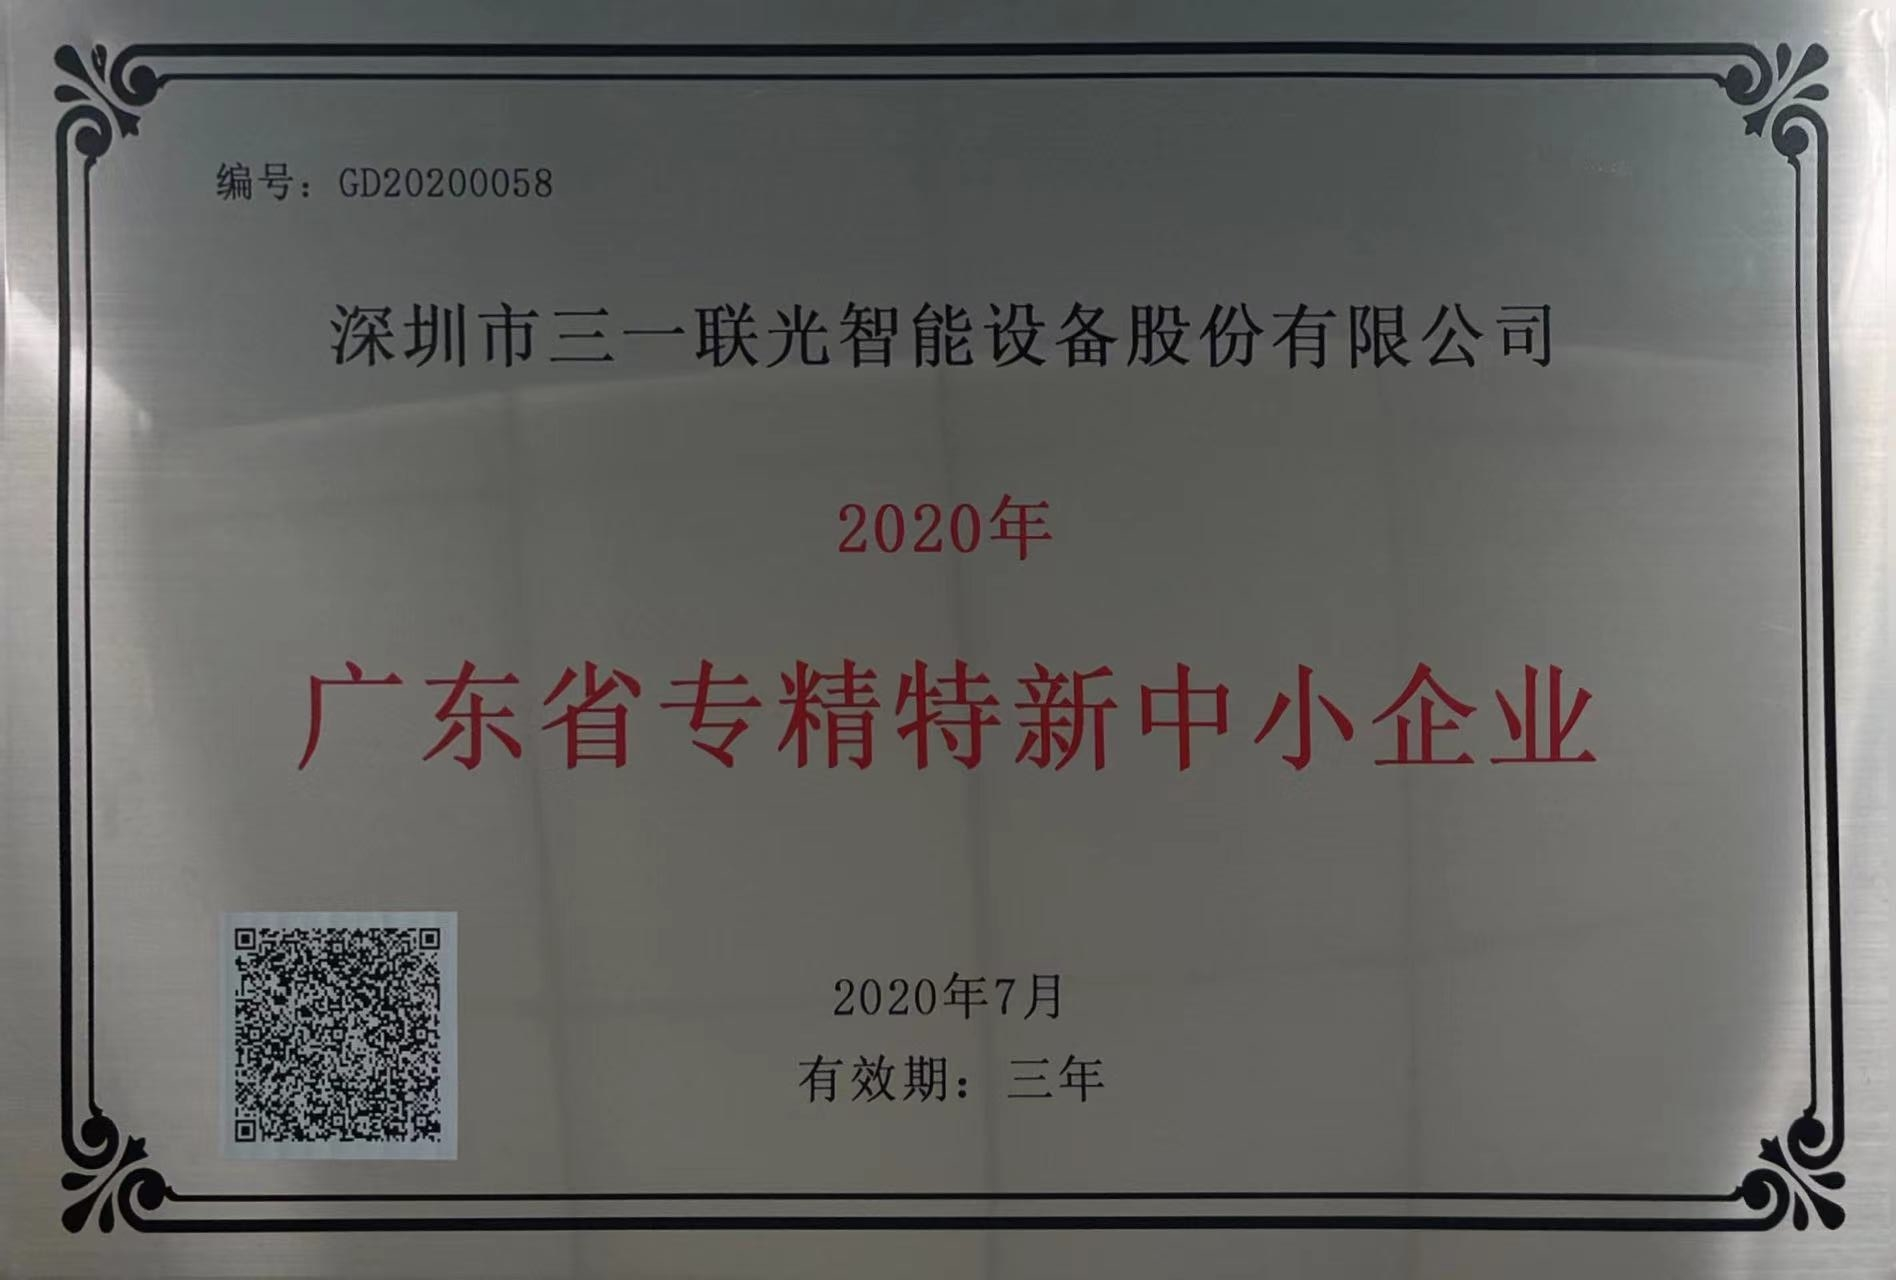 编号：GD20200058
深圳市三一联光智能设备股份有限公司
2020年
广东省专精特新中小企业
2020年7月
有效期：三年